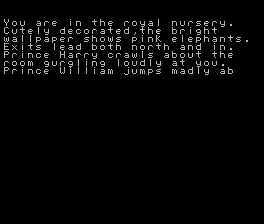 You are in the royal nursery.
Cutely decorated,the bright
wallpaper shows pink elephants.
Exits lead both north and in.
Prince Harry crawls about the
room gurgling loudly at you.
Prince William jumps madly ab